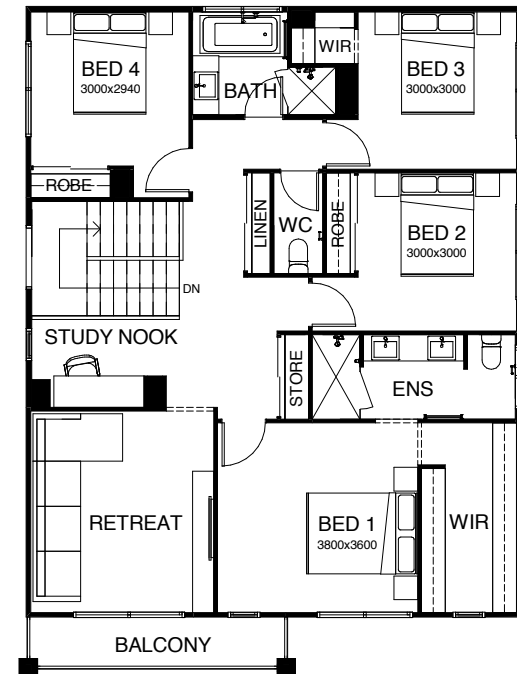 WIR
BED 4
3000x2940
BED 3
3000x3000
BATH
ROBE
LINEN
WC
ROBE
BED 2
3000x3000
DN
STUDY NOOK
STORE
ENS
RETREAT
BED 1
3800x3600
WIR
BALCONY